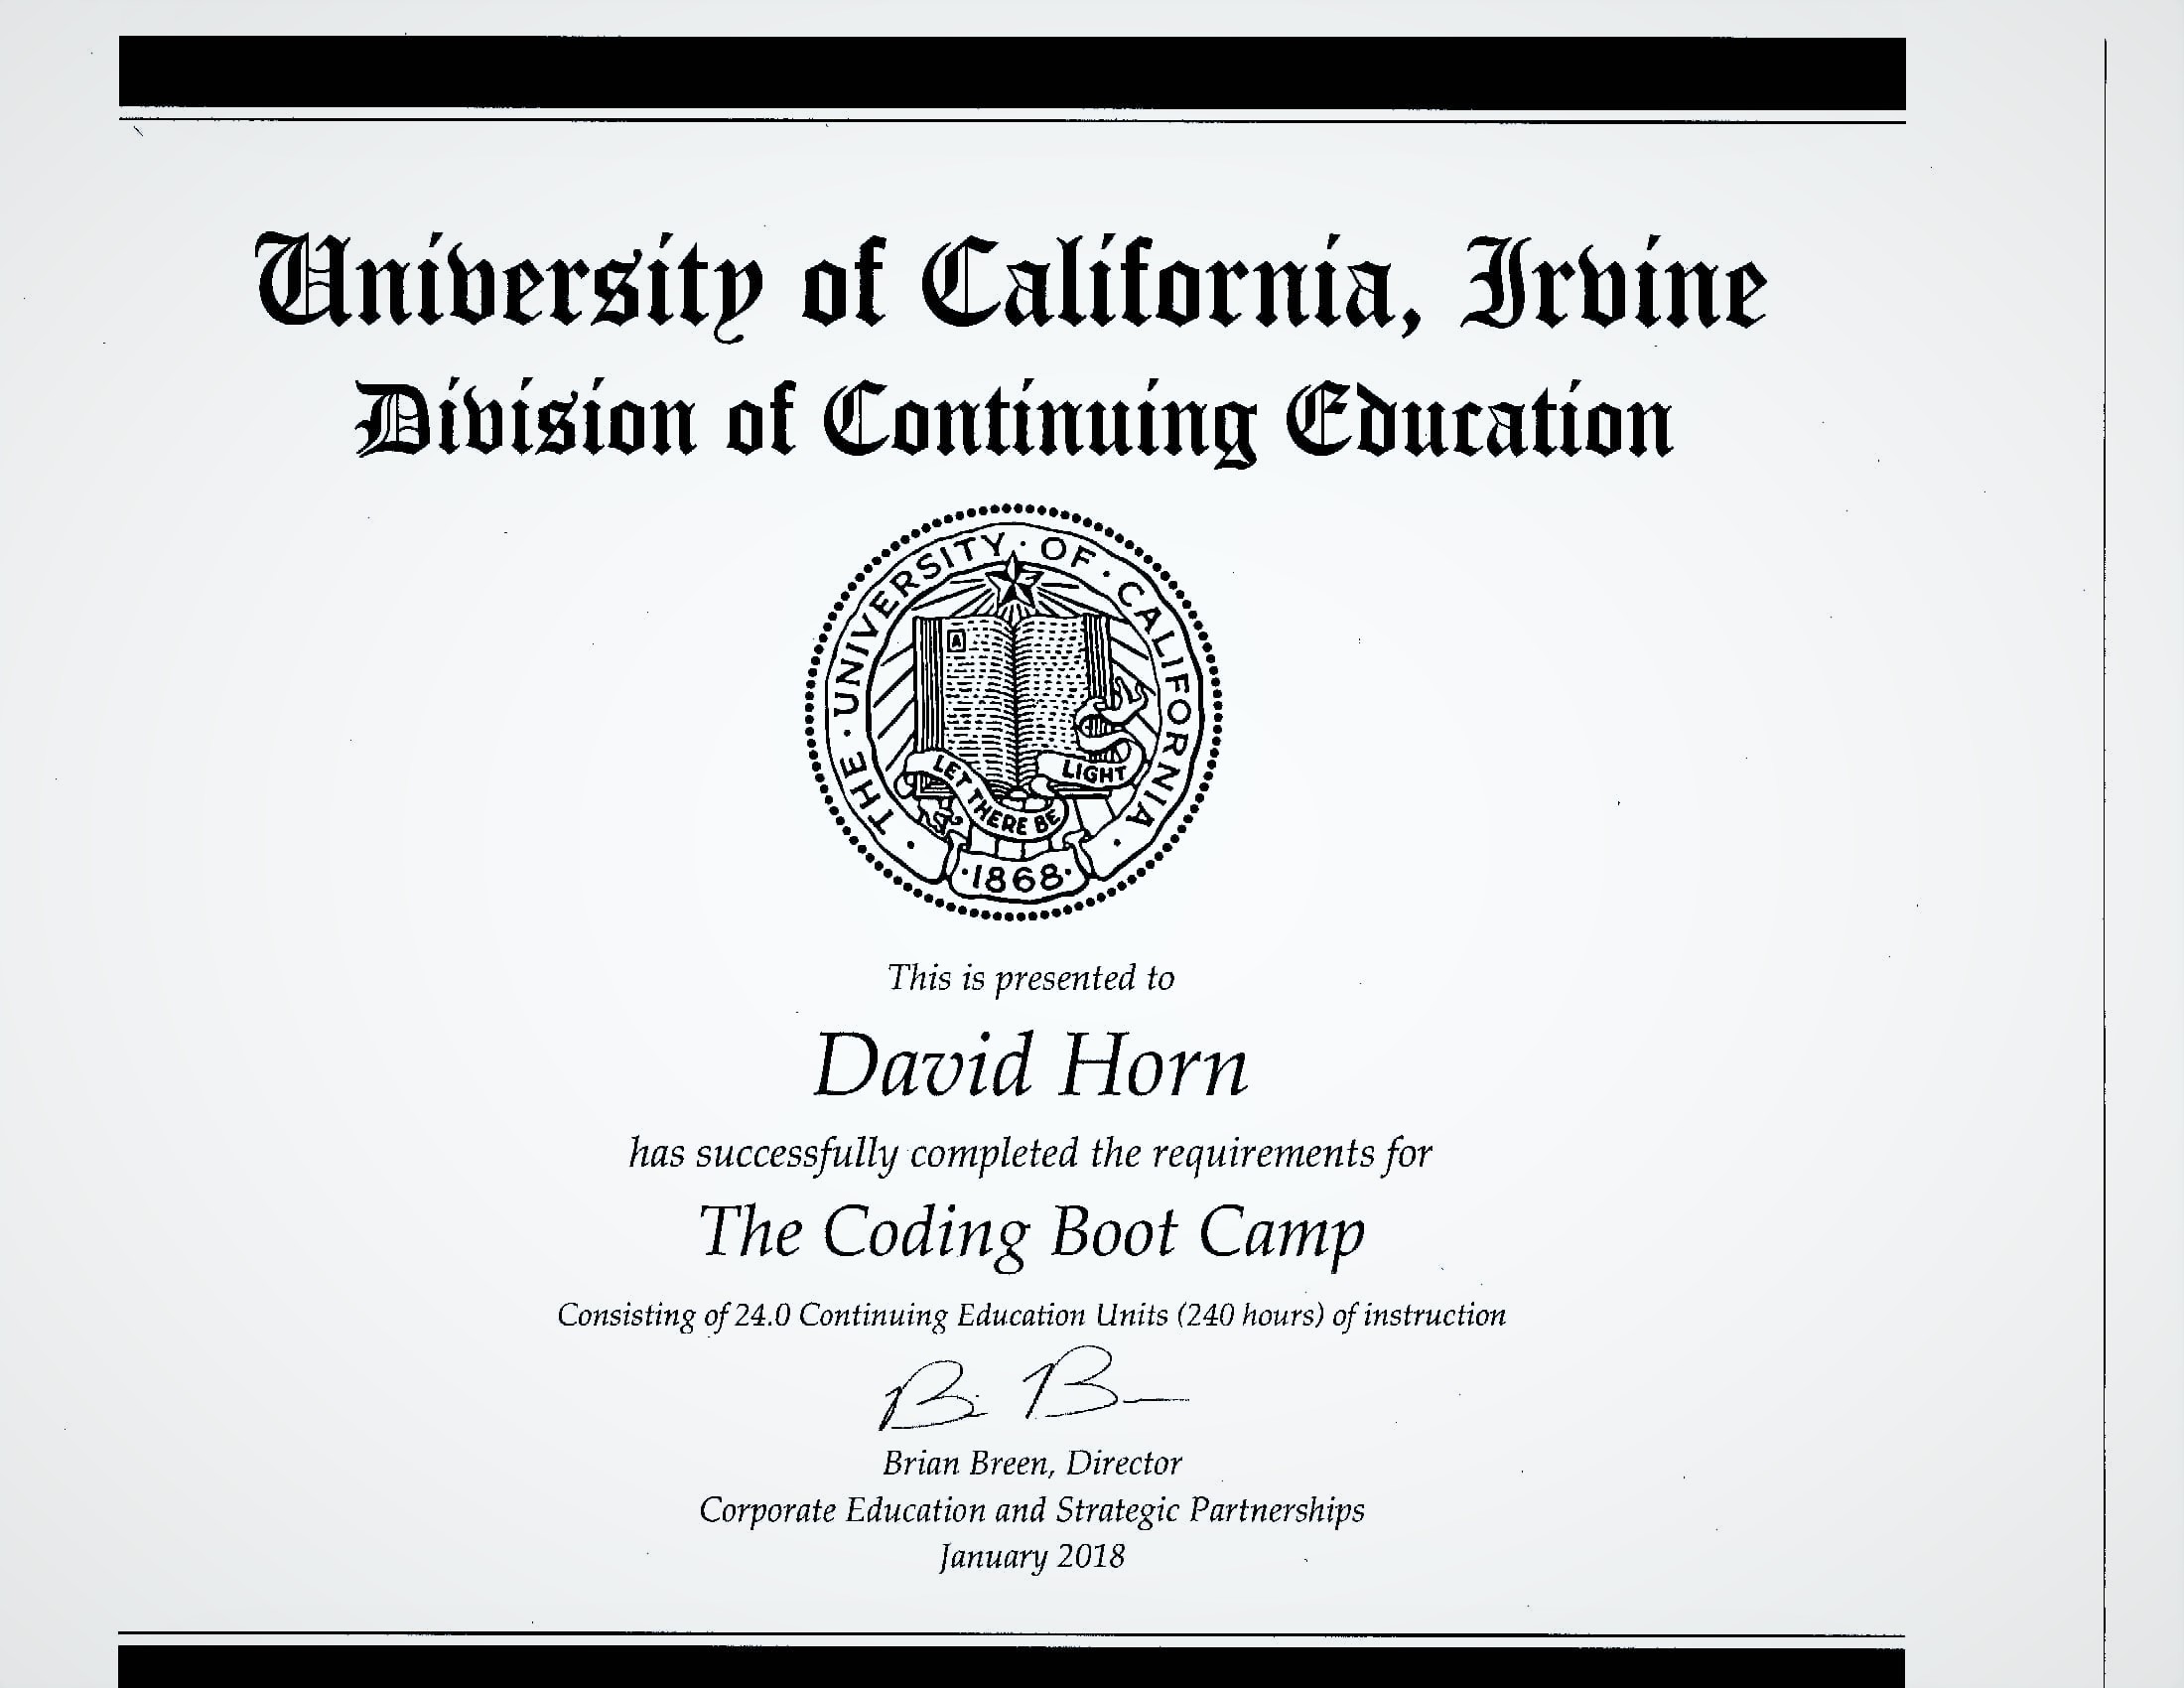 University of California, Irvine
Division of Continuing Education
THE · UNIVERSITY · OF · CALIFORNIA ·
A
LET THERE BE LIGHT
·1868·
This is presented to
David Horn
has successfully completed the requirements for
The Coding Boot Camp
Consisting of 24.0 Continuing Education Units (240 hours) of instruction
Brian Breen, Director
Corporate Education and Strategic Partnerships
January 2018